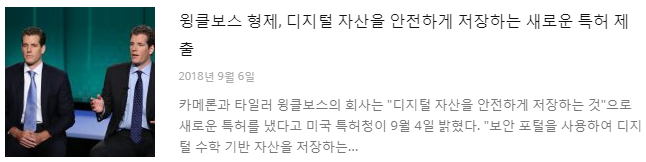 윙클보스 형제, 디지털 자산을 안전하게 저장하는 새로운 특허 제
출
2018년 9월 6일
카메론과 타일러 윙클보스의 회사는 "디지털 자산을 안전하게 저장하는 것"으로
새로운 특허를 냈다고 미국 특허청이 9월 4일 밝혔다. "보안 포털을 사용하여 디지
털 수학 기반 자산을 저장하는...